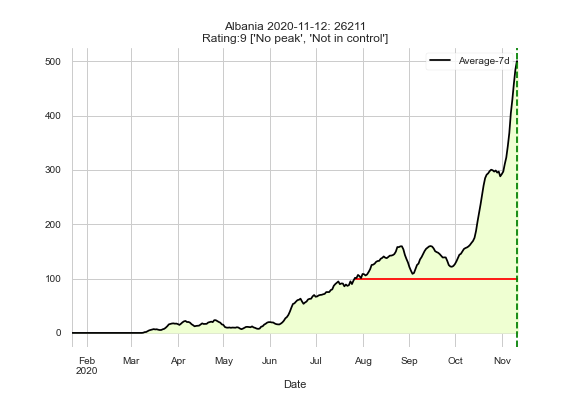 Albania 2020-11-12: 26211
Rating:9 ['No peak', 'Not in control']
Average-7d
500
400
300
200
100
0
Feb Mar Apr May Jun Jul Aug Sep Oct Nov
2020
Date